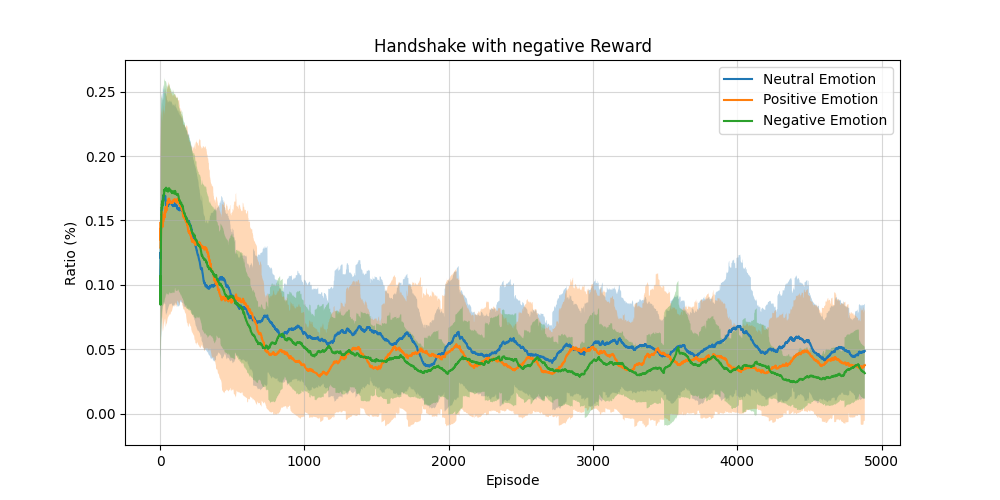 Handshake with negative Reward
Neutral Emotion
Positive Emotion
Negative Emotion
Ratio (%)
0.25
0.20
0.15
0.10
0.05
0.00
0 1000 2000 3000 4000 5000
Episode